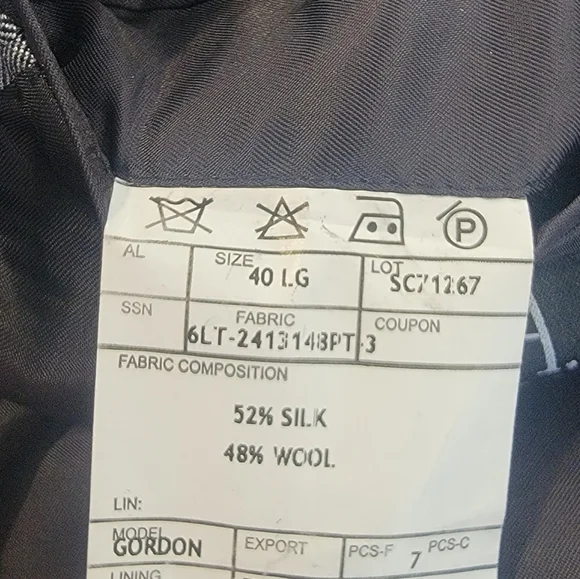 P
AL
SIZE
40 LG
LOT
SC71267
SSN
FABRIC
6LT-2413148PT-3
COUPON
A.
FABRIC COMPOSITION
52% SILK
48% WOOL
LIN:
MODEL
GORDON
EXPORT
PCS-F
7
PCS-C
LINING